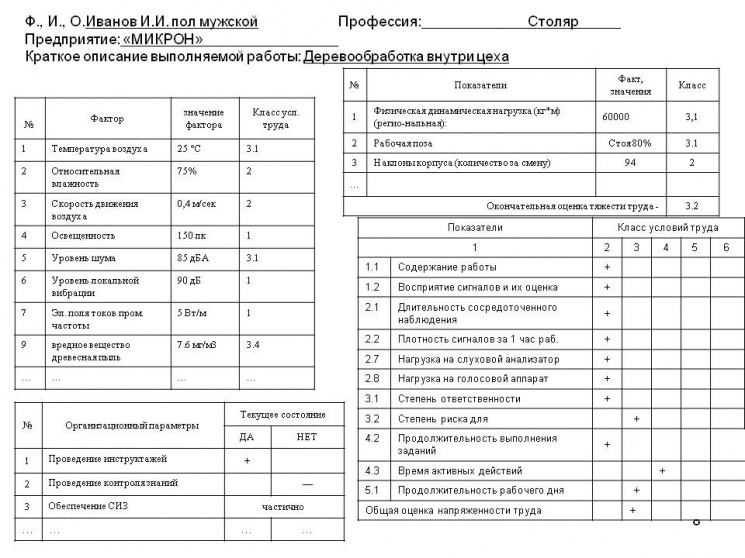 Ф., И., О.Иванов И.И. пол мужской Профессия: Столяр
Предприятие: «МИКРОН»
Краткое описание выполняемой работы: Деревообработка внутри цеха
№ Фактор значение фактора Класс усл. труда
1 Температура воздуха 25 °С 3.1
2 Относительная влажность 75% 2
3 Скорость движения воздуха 0,4 м/сек 2
4 Освещенность 150 лк 1
5 Уровень шума 85 дБА 3.1
6 Уровень локальной вибрации 90 дБ 1
7 Эл. поля токов пром. частоты 5 Вт/м 1
9 вредное вещество древесная пыль 7.6 мг/м3 3.4
... ... ... ...
№ Организационный параметры Текущее состояние
ДА НЕТ
1 Проведение инструктажей +
2 Проведение контроля знаний —
3 Обеспечение СИЗ частично
... ... ... ...
№ Показатели Факт, значения Класс
1 Физическая динамическая нагрузка (кг*м) (регио-нальная): 60000 3,1
2 Рабочая поза Стоя 80% 3.1
3 Наклоны корпуса (количество за смену) 94 2
...
Окончательная оценка тяжести труда - 3.2
Показатели Класс условий труда
1 2 3 4 5 6
1.1 Содержание работы +
1.2 Восприятие сигналов и их оценка +
2.1 Длительность сосредоточенного наблюдения +
2.2 Плотность сигналов за 1 час раб. +
2.7 Нагрузка на слуховой анализатор +
2.8 Нагрузка на голосовой аппарат +
3.1 Степень ответственности +
3.2 Степень риска для +
4.2 Продолжительность выполнения заданий +
4.3 Время активных действий +
5.1 Продолжительность рабочего дня +
Общая оценка напряженности труда +